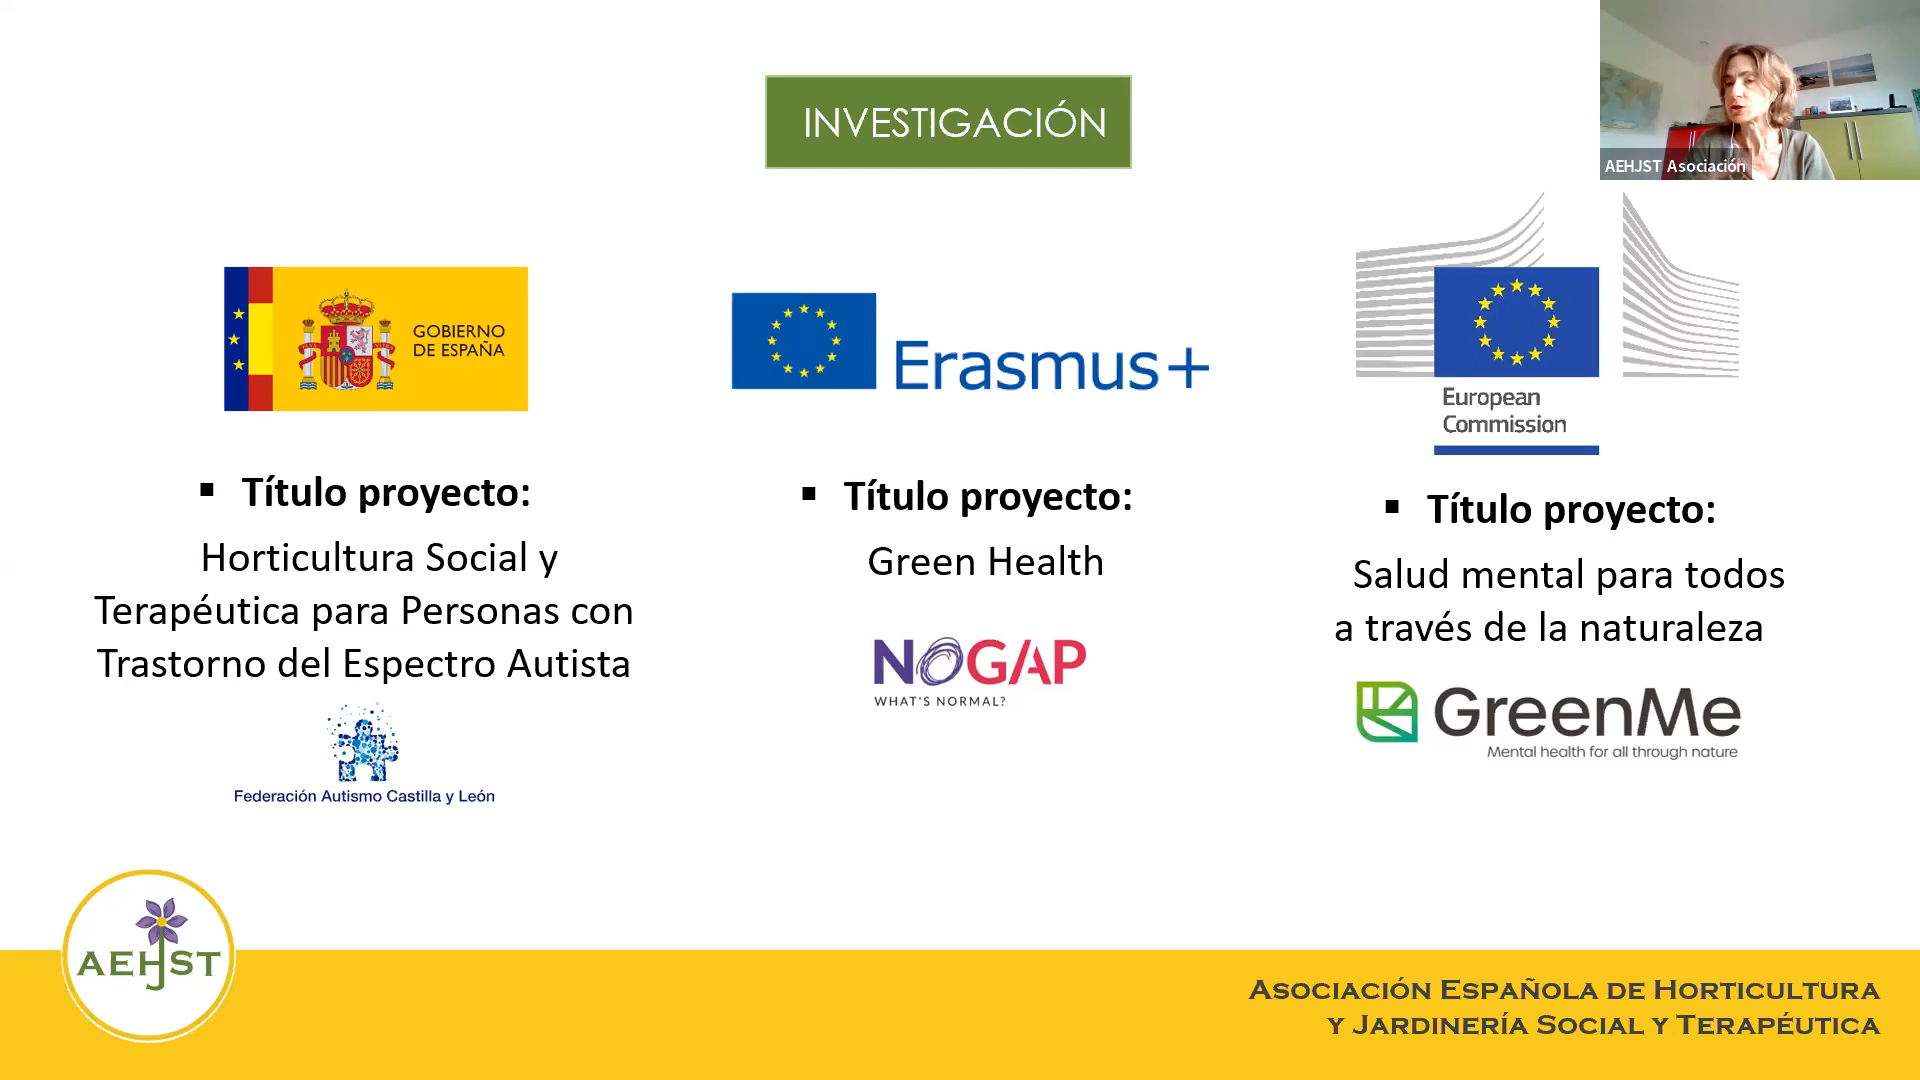 INVESTIGACIÓN
AEHJST Asociación
GOBIERNO
DE ESPAÑA
▪ Título proyecto:
Horticultura Social y
Terapéutica para Personas con
Trastorno del Espectro Autista
Federación Autismo Castilla y León
Erasmus+
▪ Título proyecto:
Green Health
NOGAP
WHAT'S NORMAL?
European
Commission
▪ Título proyecto:
Salud mental para todos
a través de la naturaleza
GreenMe
Mental health for all through nature
AEHJST
ASOCIACIÓN ESPAÑOLA DE HORTICULTURA
Y JARDINERÍA SOCIAL Y TERAPÉUTICA